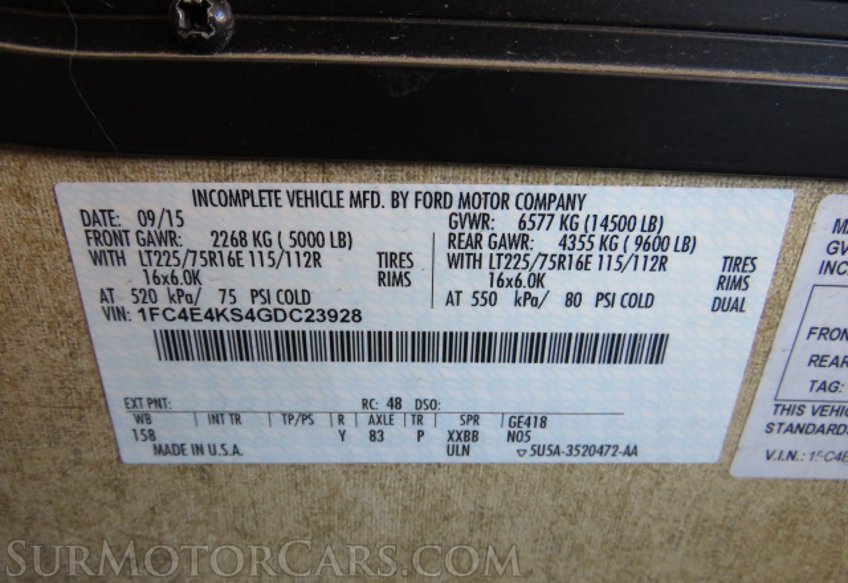 INCOMPLETE VEHICLE MFD. BY FORD MOTOR COMPANY
DATE: 09/15 GVWR: 6577 KG (14500 LB)
FRONT GAWR: 2268 KG ( 5000 LB) REAR GAWR: 4355 KG ( 9600 LB)
WITH LT225/75R16E 115/112R TIRES WITH LT225/75R16E 115/112R TIRES
16x6.0K RIMS 16x6.0K RIMS
AT 520 kPa/ 75 PSI COLD AT 550 kPa/ 80 PSI COLD DUAL
VIN: 1FC4E4KS4GDC23928
EXT PNT: RC: 48 DSO:
WB INT TR TP/PS R AXLE TR SPR GE418
158 Y 83 P XXBB N05
MADE IN U.S.A. ULN 5U5A-3520472-AA
GV
INC
FRON
REAR
TAG:
THIS VEHIC
STANDARDS
V.I.N.: 1FC4E
SURMOTORCARS.COM